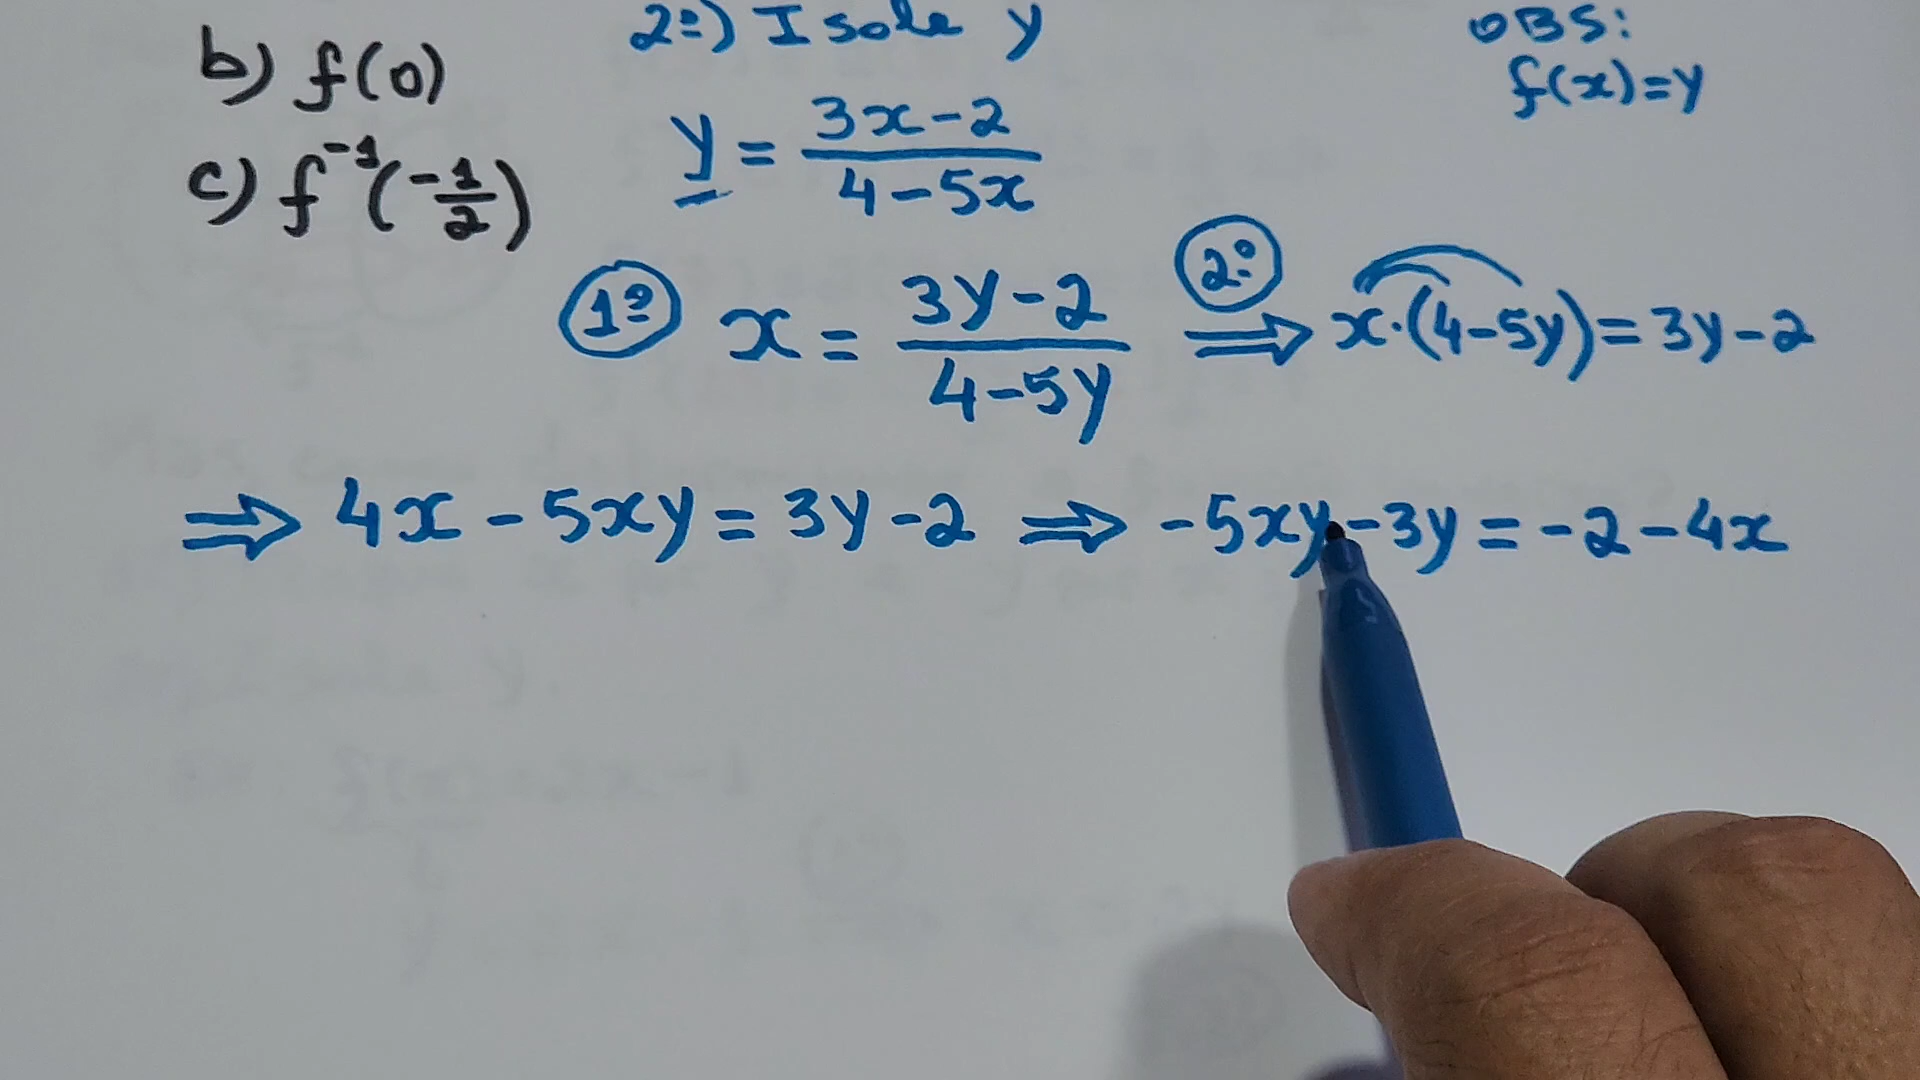 b) f(0)
c) f⁻¹(-1/2)
2º) Isole y
y = (3x-2)/(4-5x)
OBS:
f(x)=y
1º x = (3y-2)/(4-5y) 2º ⇒ x·(4-5y)=3y-2
⇒ 4x-5xy=3y-2 ⇒ -5xy-3y=-2-4x